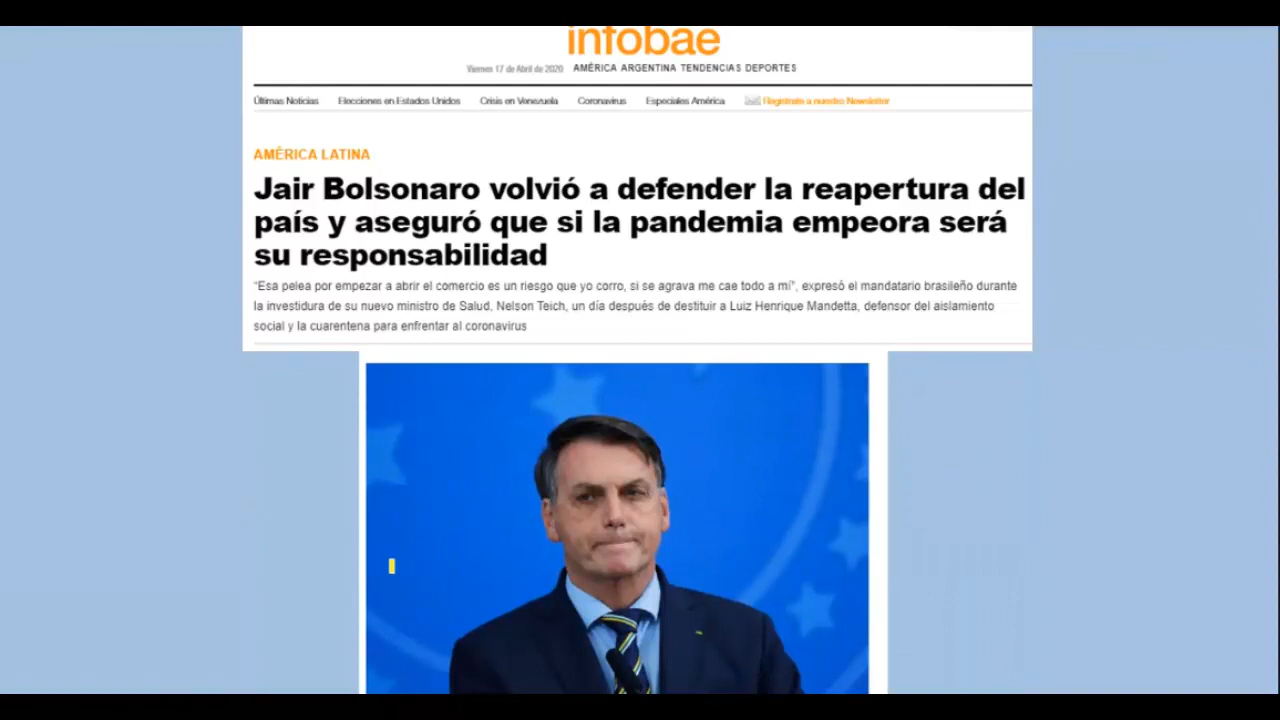 infobae
Viernes 17 de Abril de 2020 AMÉRICA ARGENTINA TENDENCIAS DEPORTES
Últimas Noticias Elecciones en Estados Unidos Crisis en Venezuela Coronavirus Especiales América Registrate a nuestro Newsletter
AMÉRICA LATINA
Jair Bolsonaro volvió a defender la reapertura del
país y aseguró que si la pandemia empeora será
su responsabilidad
“Esa pelea por empezar a abrir el comercio es un riesgo que yo corro, si se agrava me cae todo a mí”, expresó el mandatario brasileño durante
la investidura de su nuevo ministro de Salud, Nelson Teich, un día después de destituir a Luiz Henrique Mandetta, defensor del aislamiento
social y la cuarentena para enfrentar al coronavirus